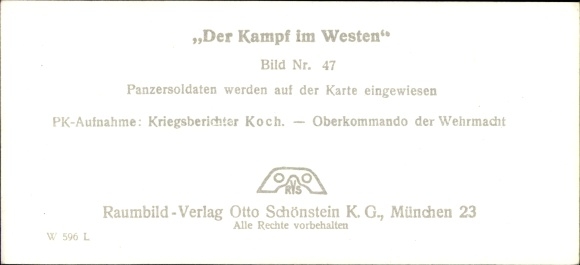 „Der Kampf im Westen“
Bild Nr. 47
Panzersoldaten werden auf der Karte eingewiesen
PK-Aufnahme: Kriegsberichter Koch. — Oberkommando der Wehrmacht
RVS
Raumbild-Verlag Otto Schönstein K. G., München 23
Alle Rechte vorbehalten
W 596 L